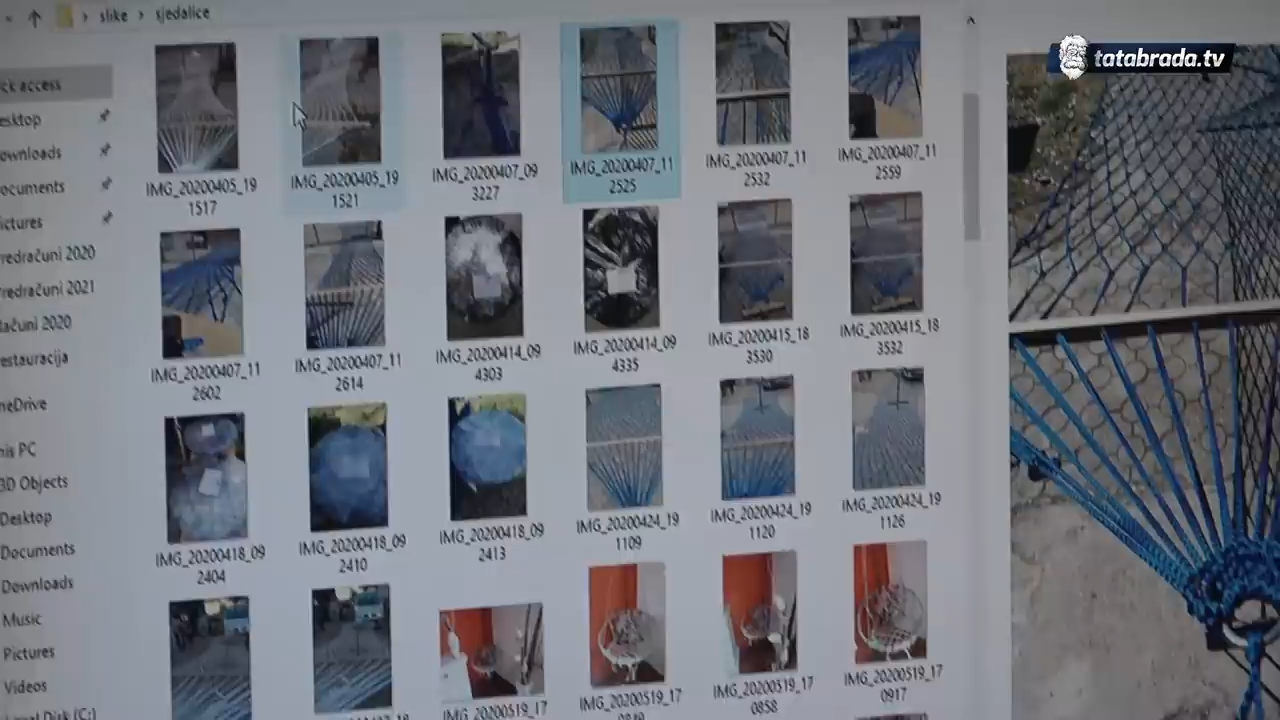 slike › sjedalice
tatabrada.tv
ck access
esktop
ownloads
ocuments
ictures
redračuni 2020
redračuni 2021
ačuni 2020
estauracija
neDrive
his PC
3D Objects
Desktop
Documents
Downloads
Music
Pictures
Videos
IMG_20200405_19
1517
IMG_20200405_19
1521
IMG_20200407_09
3227
IMG_20200407_11
2525
IMG_20200407_11
2532
IMG_20200407_11
2559
IMG_20200407_11
2602
IMG_20200407_11
2614
IMG_20200414_09
4303
IMG_20200414_09
4335
IMG_20200415_18
3530
IMG_20200415_18
3532
IMG_20200418_09
2404
IMG_20200418_09
2410
IMG_20200418_09
2413
IMG_20200424_19
1109
IMG_20200424_19
1120
IMG_20200424_19
1126
IMG_20200519_17
IMG_20200519_17
IMG_20200519_17
0858
IMG_20200519_17
0917